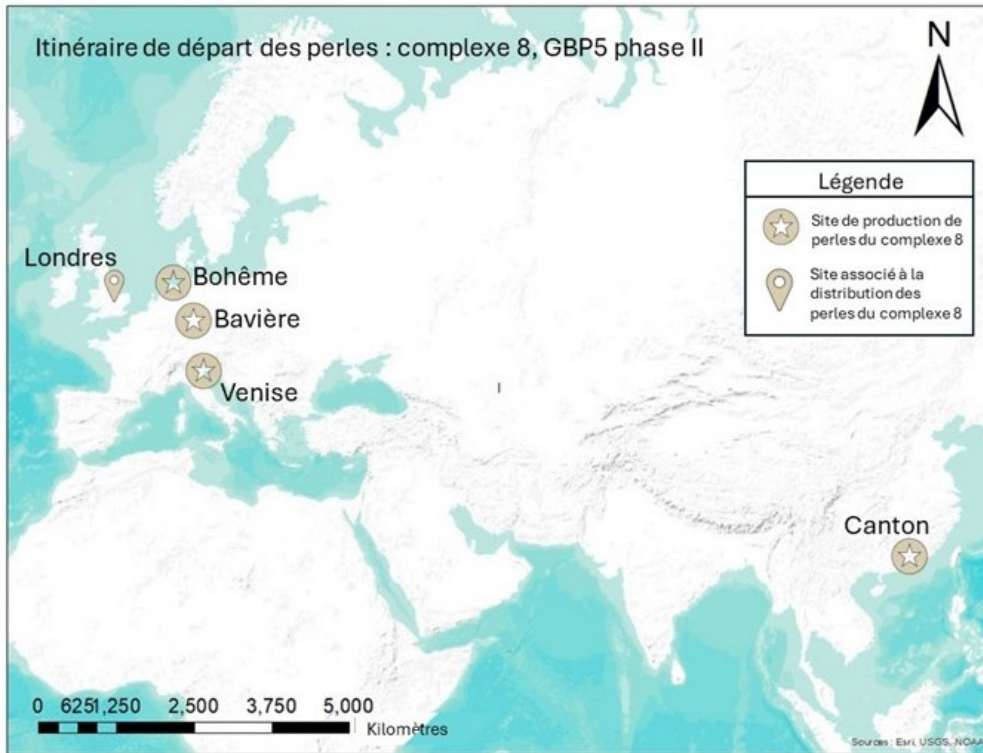 Itinéraire de départ des perles : complexe 8, GBP5 phase II
N
Légende
Site de production de
perles du complexe 8
Site associé à la
distribution des
perles du complexe 8
Londres
Bohême
Bavière
Venise
Canton
0 6251,250 2,500 3,750 5,000
Kilomètres
Sources : Esri, USGS, NOAA